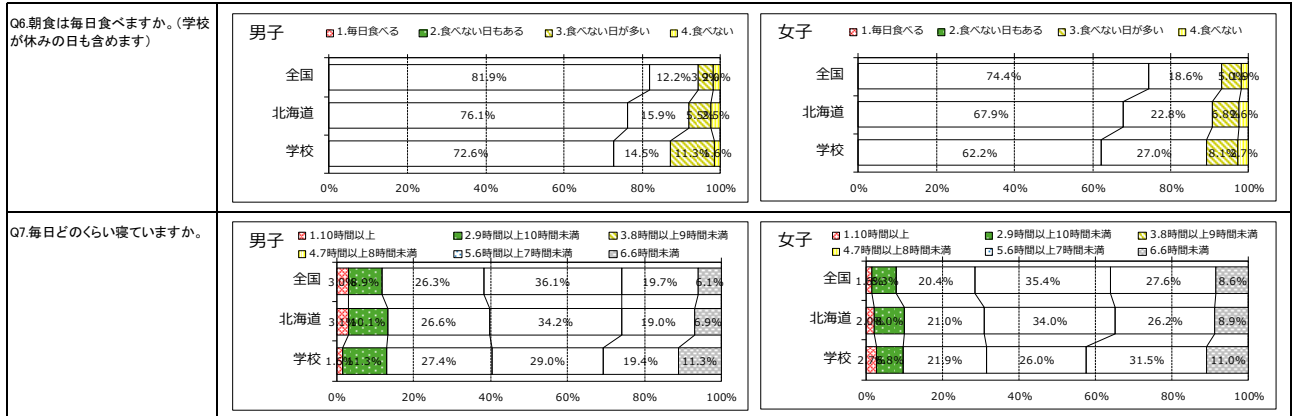 Q6.朝食は毎日食べますか。(学校
が休みの日も含めます)
男子
1.毎日食べる 2.食べない日もある 3.食べない日が多い 4.食べない
全国 81.9% 12.2%
北海道 76.1% 15.9%
学校 72.6% 14.5% 11.3%
0% 20% 40% 60% 80% 100%
女子
1.毎日食べる 2.食べない日もある 3.食べない日が多い 4.食べない
全国 74.4% 18.6%
北海道 67.9% 22.8%
学校 62.2% 27.0% 8.1%
0% 20% 40% 60% 80% 100%
Q7.毎日どのくらい寝ていますか。
男子
1.10時間以上 2.9時間以上10時間未満 3.8時間以上9時間未満
4.7時間以上8時間未満 5.6時間以上7時間未満 6.6時間未満
全国 3.0% 8.9% 26.3% 36.1% 19.7% 6.1%
北海道 3.1% 10.1% 26.6% 34.2% 19.0% 6.9%
学校 11.3% 27.4% 29.0% 19.4% 11.3%
0% 20% 40% 60% 80% 100%
女子
1.10時間以上 2.9時間以上10時間未満 3.8時間以上9時間未満
4.7時間以上8時間未満 5.6時間以上7時間未満 6.6時間未満
全国 20.4% 35.4% 27.6% 8.6%
北海道 2.0% 21.0% 34.0% 26.2% 8.9%
学校 2.7% 21.9% 26.0% 31.5% 11.0%
0% 20% 40% 60% 80% 100%